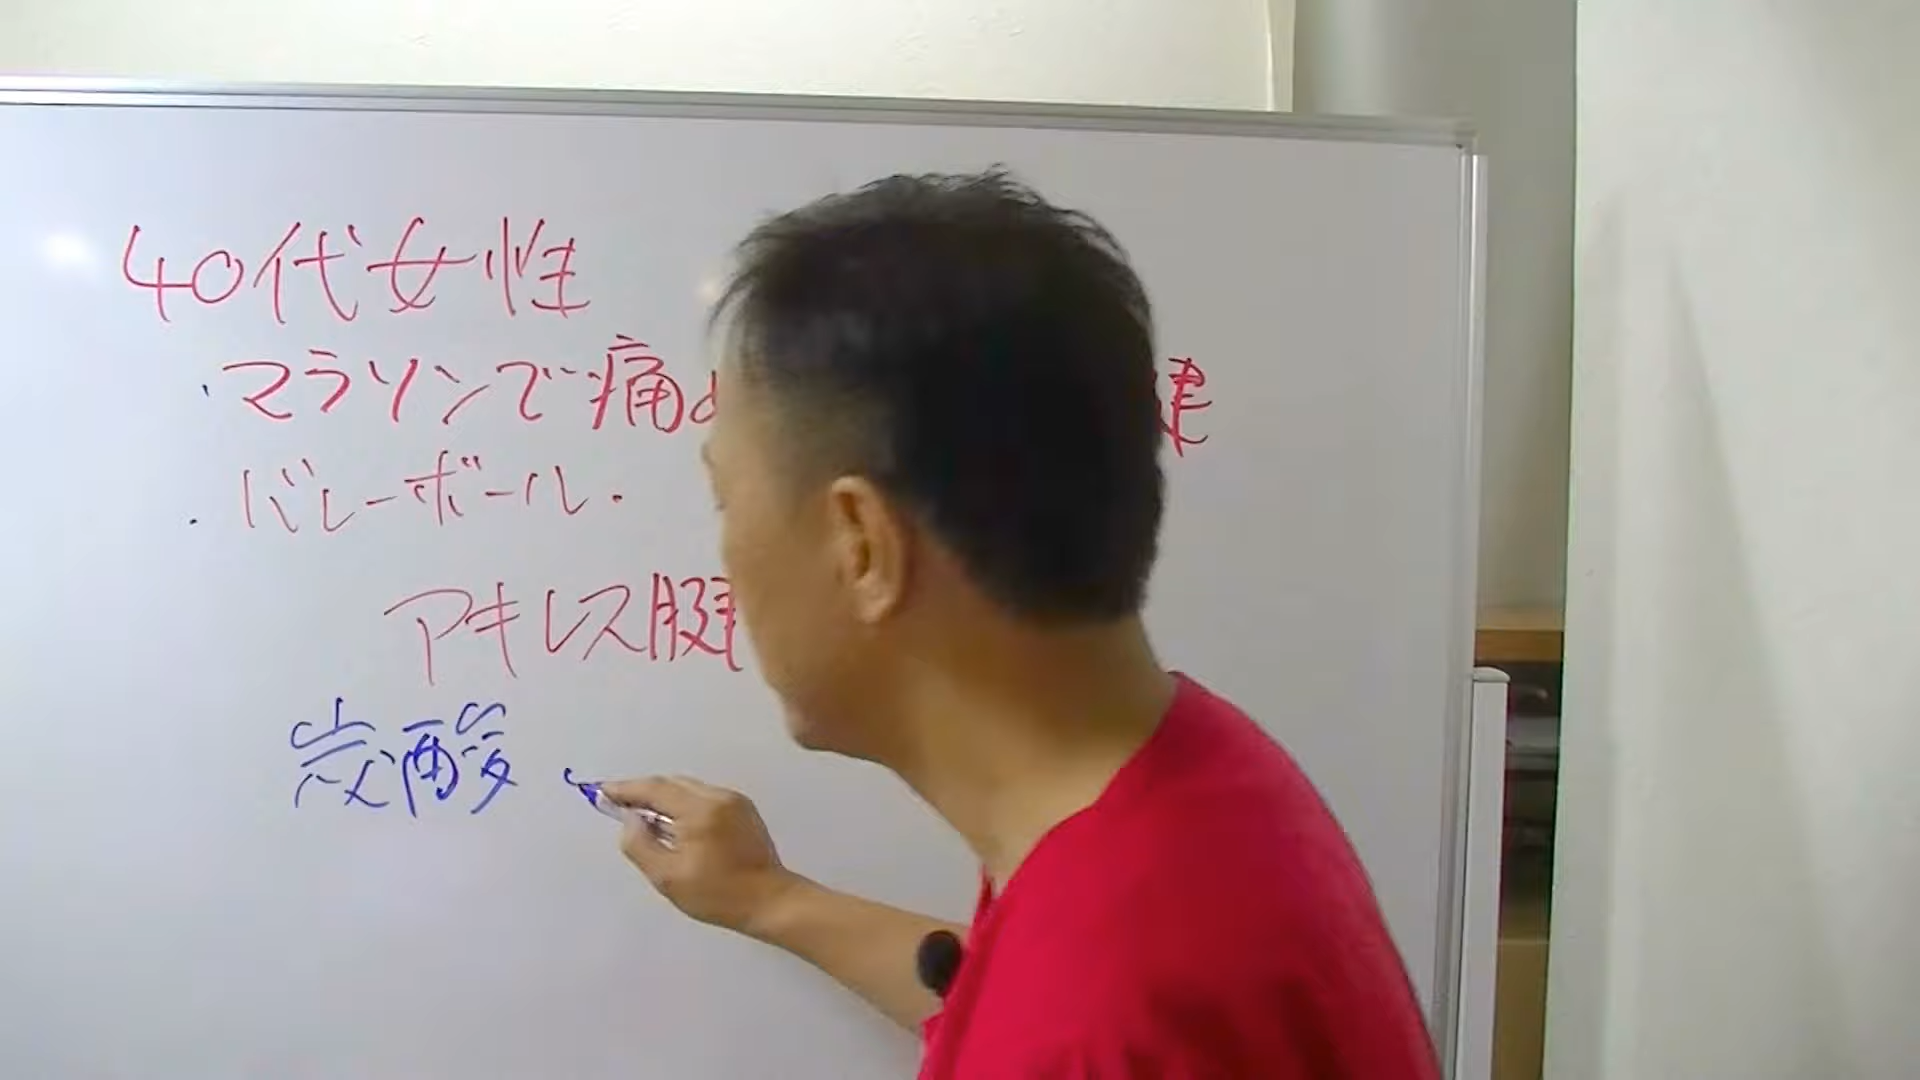 40代女性
・マラソンで痛め
・バレーボール・
アキレス腱
炭酸